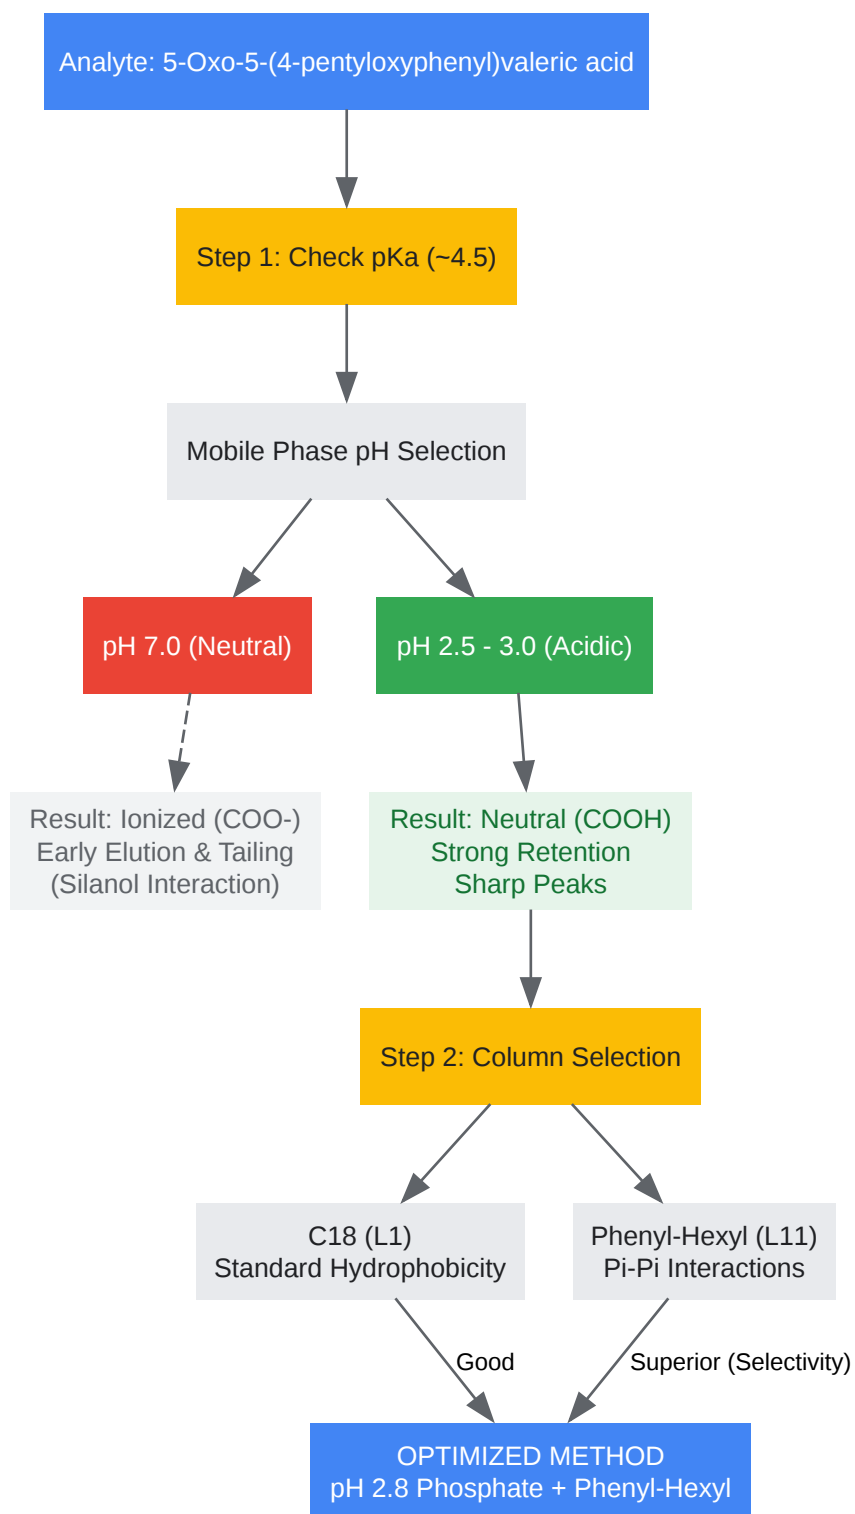 Analyte: 5-Oxo-5-(4-pentyloxyphenyl)valeric acid
Step 1: Check pKa (~4.5)
Mobile Phase pH Selection
pH 7.0 (Neutral)
pH 2.5 - 3.0 (Acidic)
Result: Ionized (COO-)
Early Elution & Tailing
(Silanol Interaction)
Result: Neutral (COOH)
Strong Retention
Sharp Peaks
Step 2: Column Selection
C18 (L1)
Standard Hydrophobicity
Phenyl-Hexyl (L11)
Pi-Pi Interactions
Good
Superior (Selectivity)
OPTIMIZED METHOD
pH 2.8 Phosphate + Phenyl-Hexyl